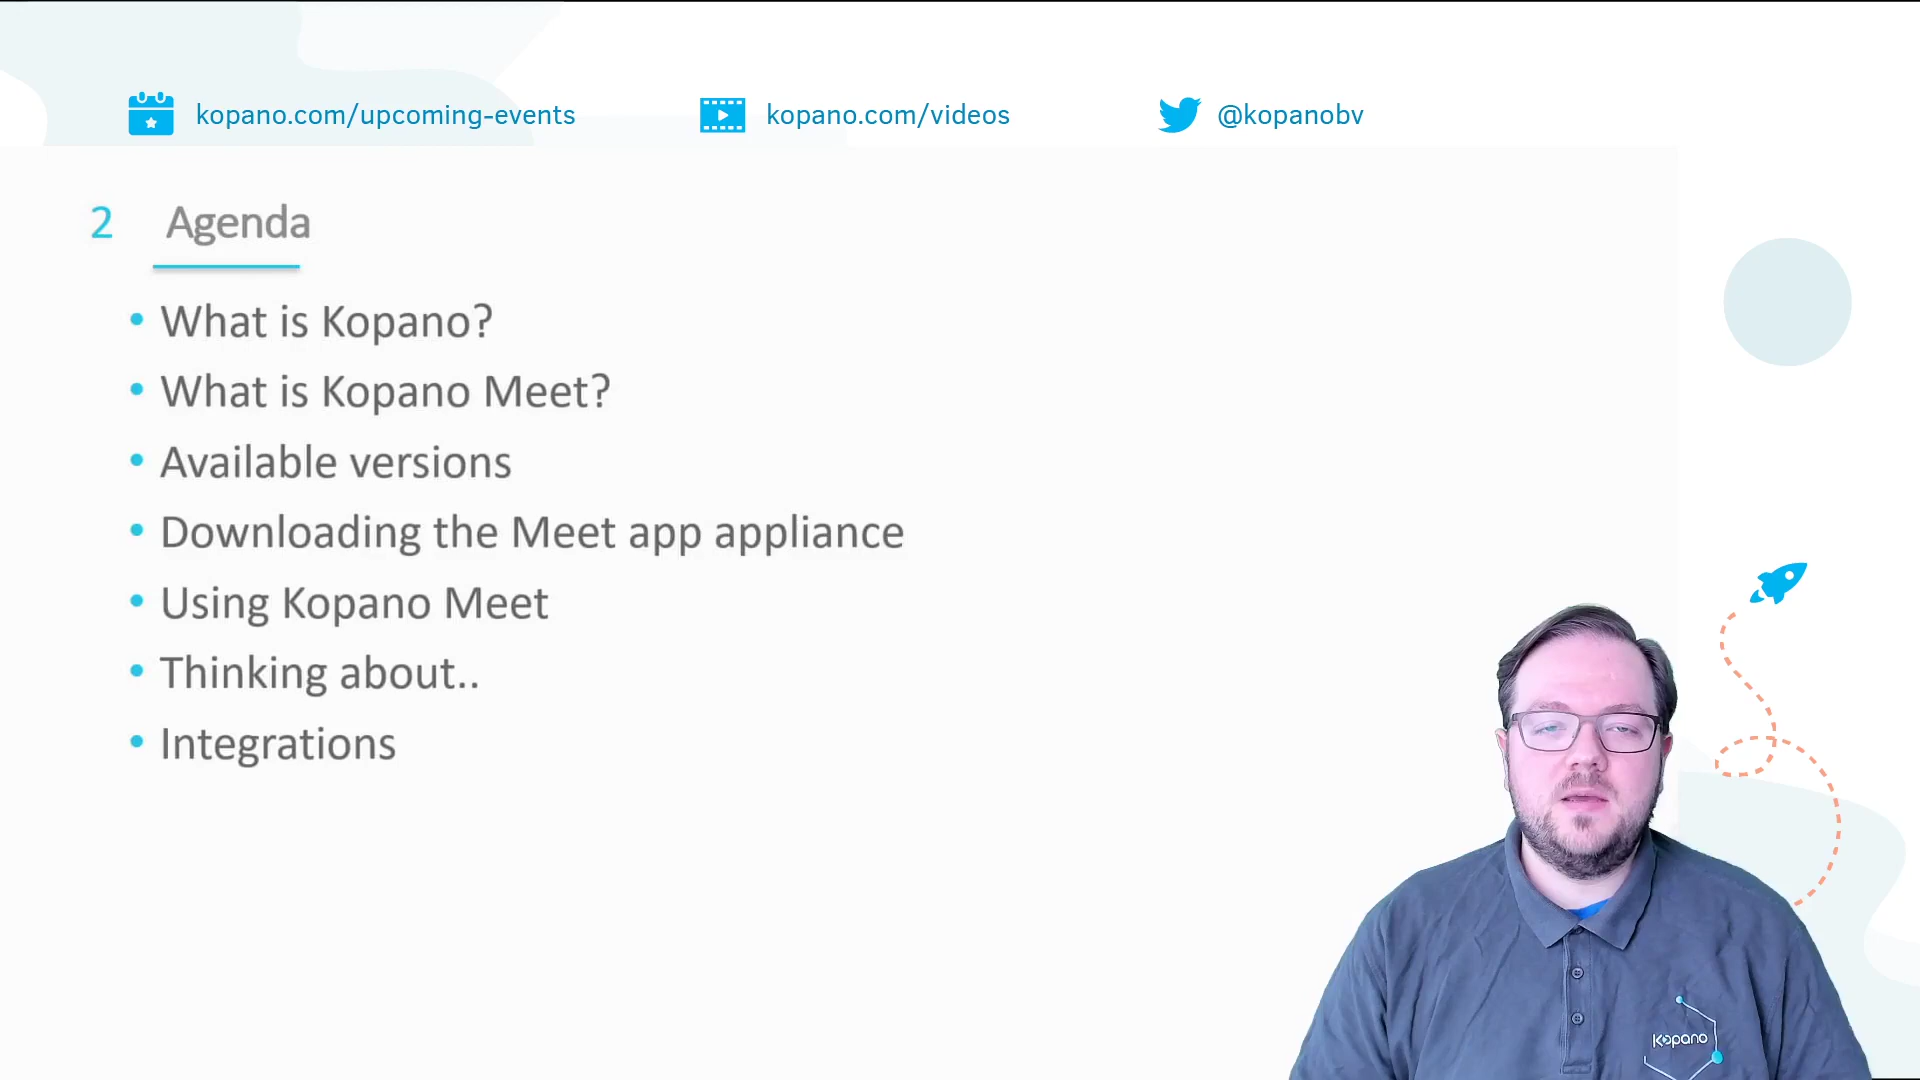 kopano.com/upcoming-events
kopano.com/videos
@kopanobv
2 Agenda
• What is Kopano?
• What is Kopano Meet?
• Available versions
• Downloading the Meet app appliance
• Using Kopano Meet
• Thinking about..
• Integrations
kopano